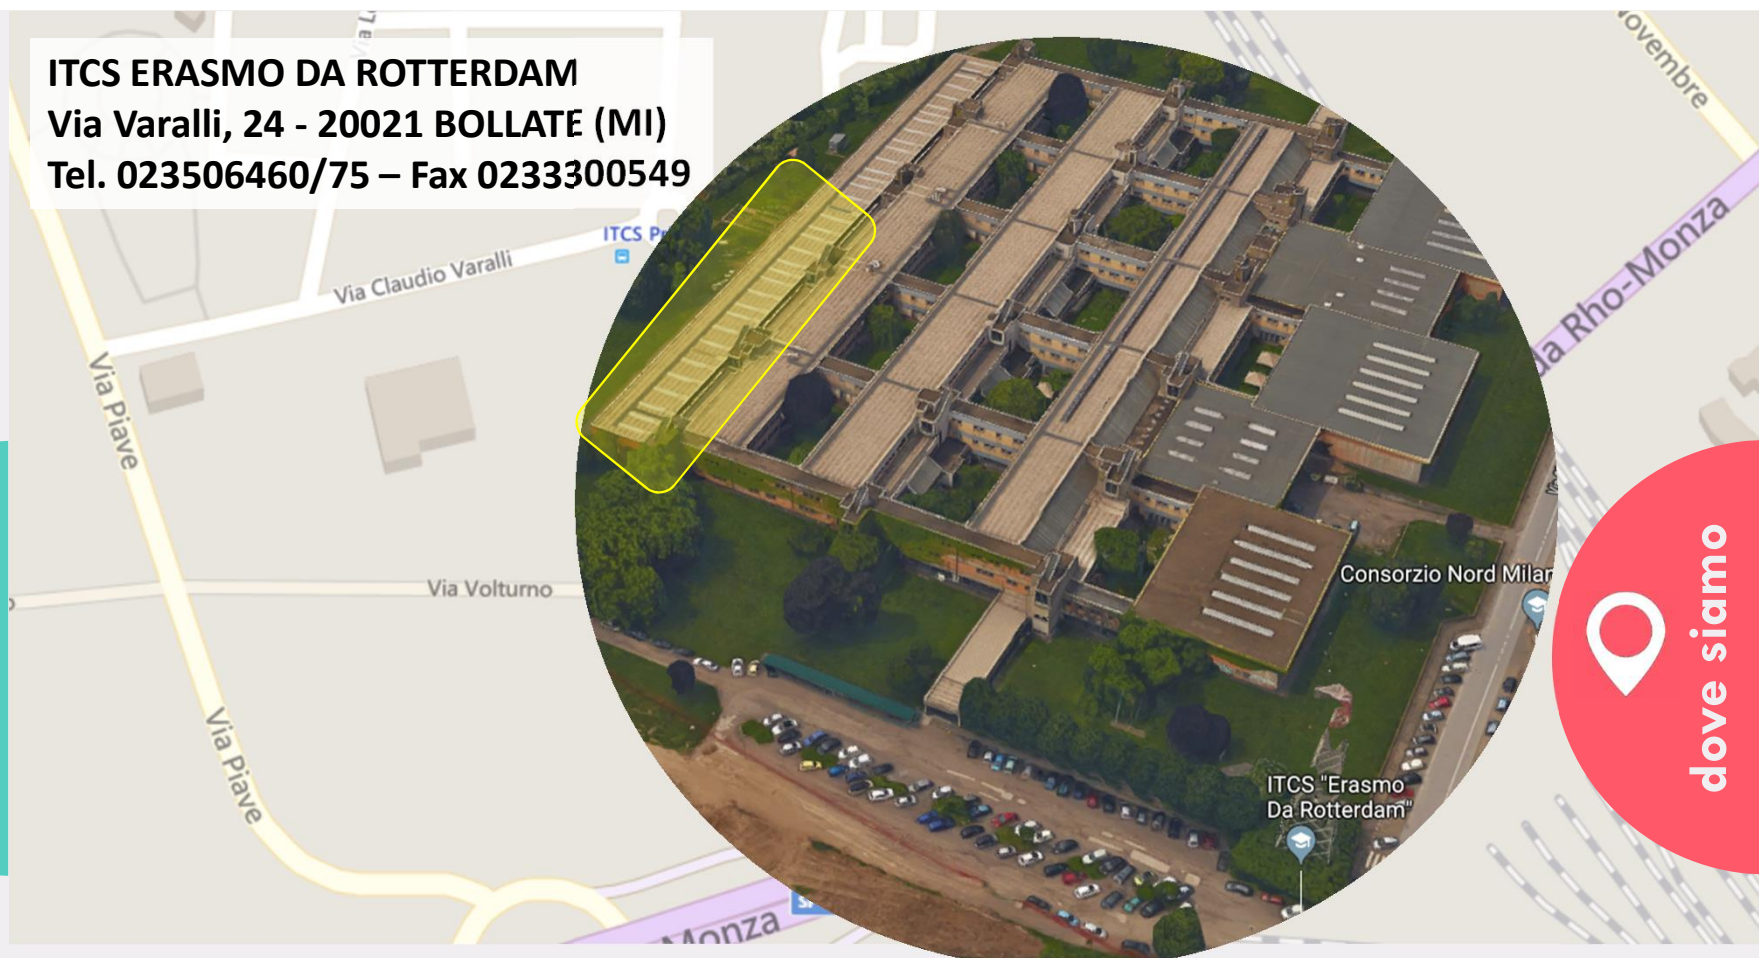 ITCS ERASMO DA ROTTERDAM
Via Varalli, 24 - 20021 BOLLATE (MI)
Tel. 023506460/75 – Fax 0233300549
Novembre
ITCS
Via Claudio Varalli
Rho-Monza
Via Piave
Via Volturno
Consorzio Nord Milan
dove siamo
Via Piave
ITCS "Erasmo
Da Rotterdam"
Monza